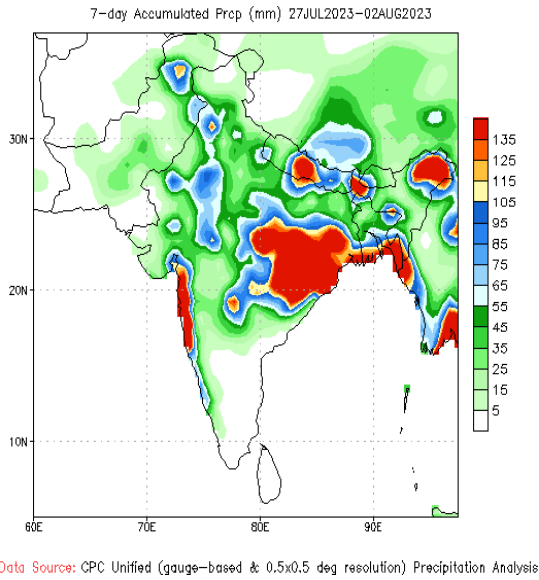 7-day Accumulated Prcp (mm) 27JUL2023-02AUG2023
30N
20N
10N
60E 70E 80E 90E
135
125
115
105
95
85
75
65
55
45
35
25
15
5
Data Source: CPC Unified (gauge-based & 0.5x0.5 deg resolution) Precipitation Analysis